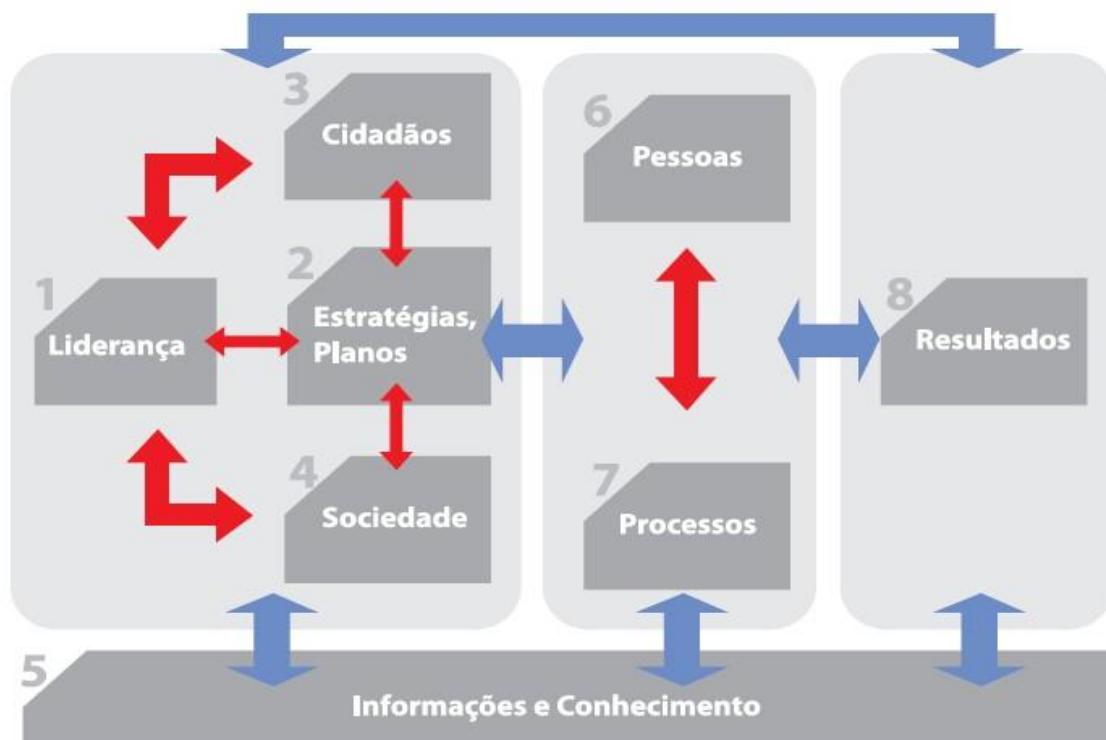 3
Cidadãos
6
Pessoas
1
Liderança
2
Estratégias,
Planos
8
Resultados
4
Sociedade
7
Processos
5
Informações e Conhecimento